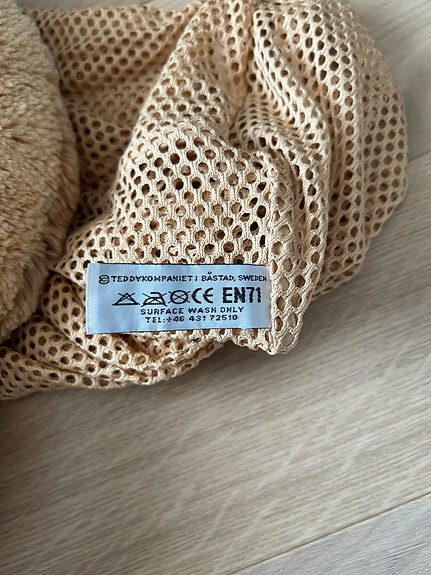 © TEDDYKOMPANIET I BÅSTAD, SWEDEN
CE EN71
SURFACE WASH ONLY
TEL:+46 431 72510